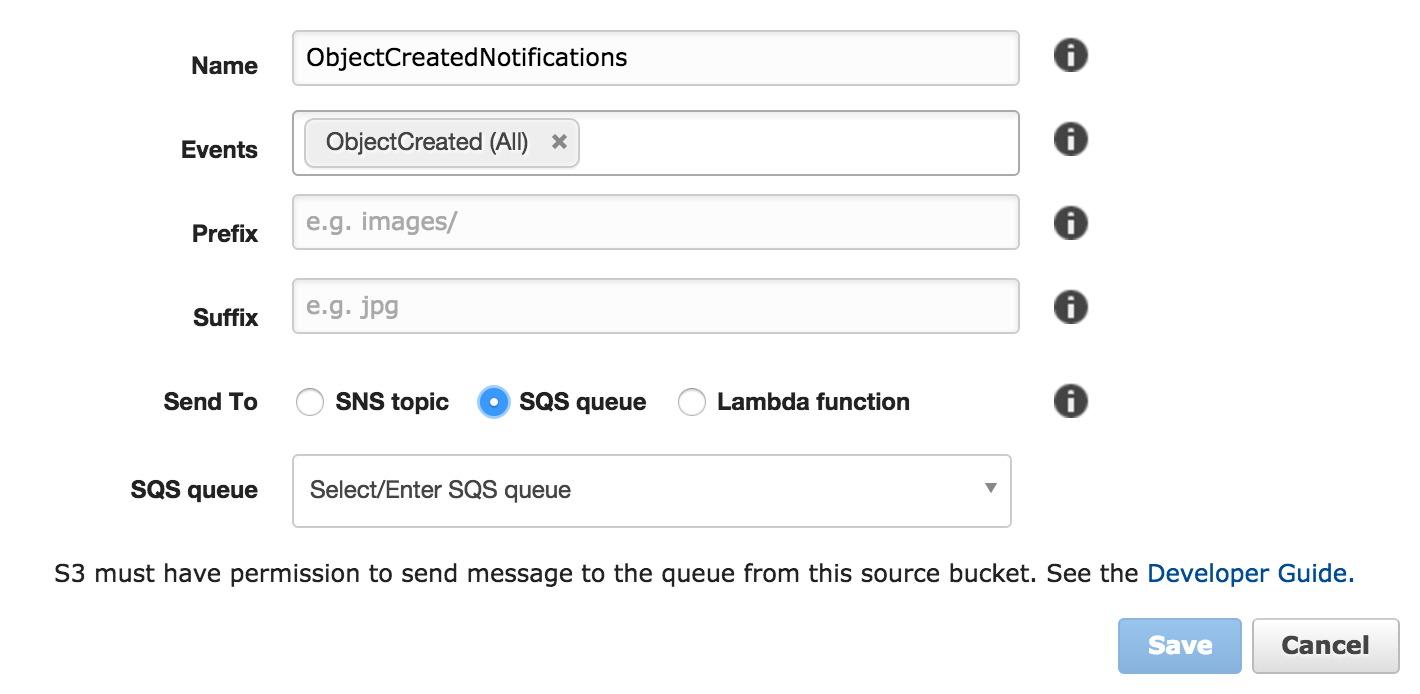 Name ObjectCreatedNotifications
Events ObjectCreated (All) ×
Prefix e.g. images/
Suffix e.g. jpg
Send To SNS topic SQS queue Lambda function
SQS queue Select/Enter SQS queue
S3 must have permission to send message to the queue from this source bucket. See the Developer Guide.
Save Cancel